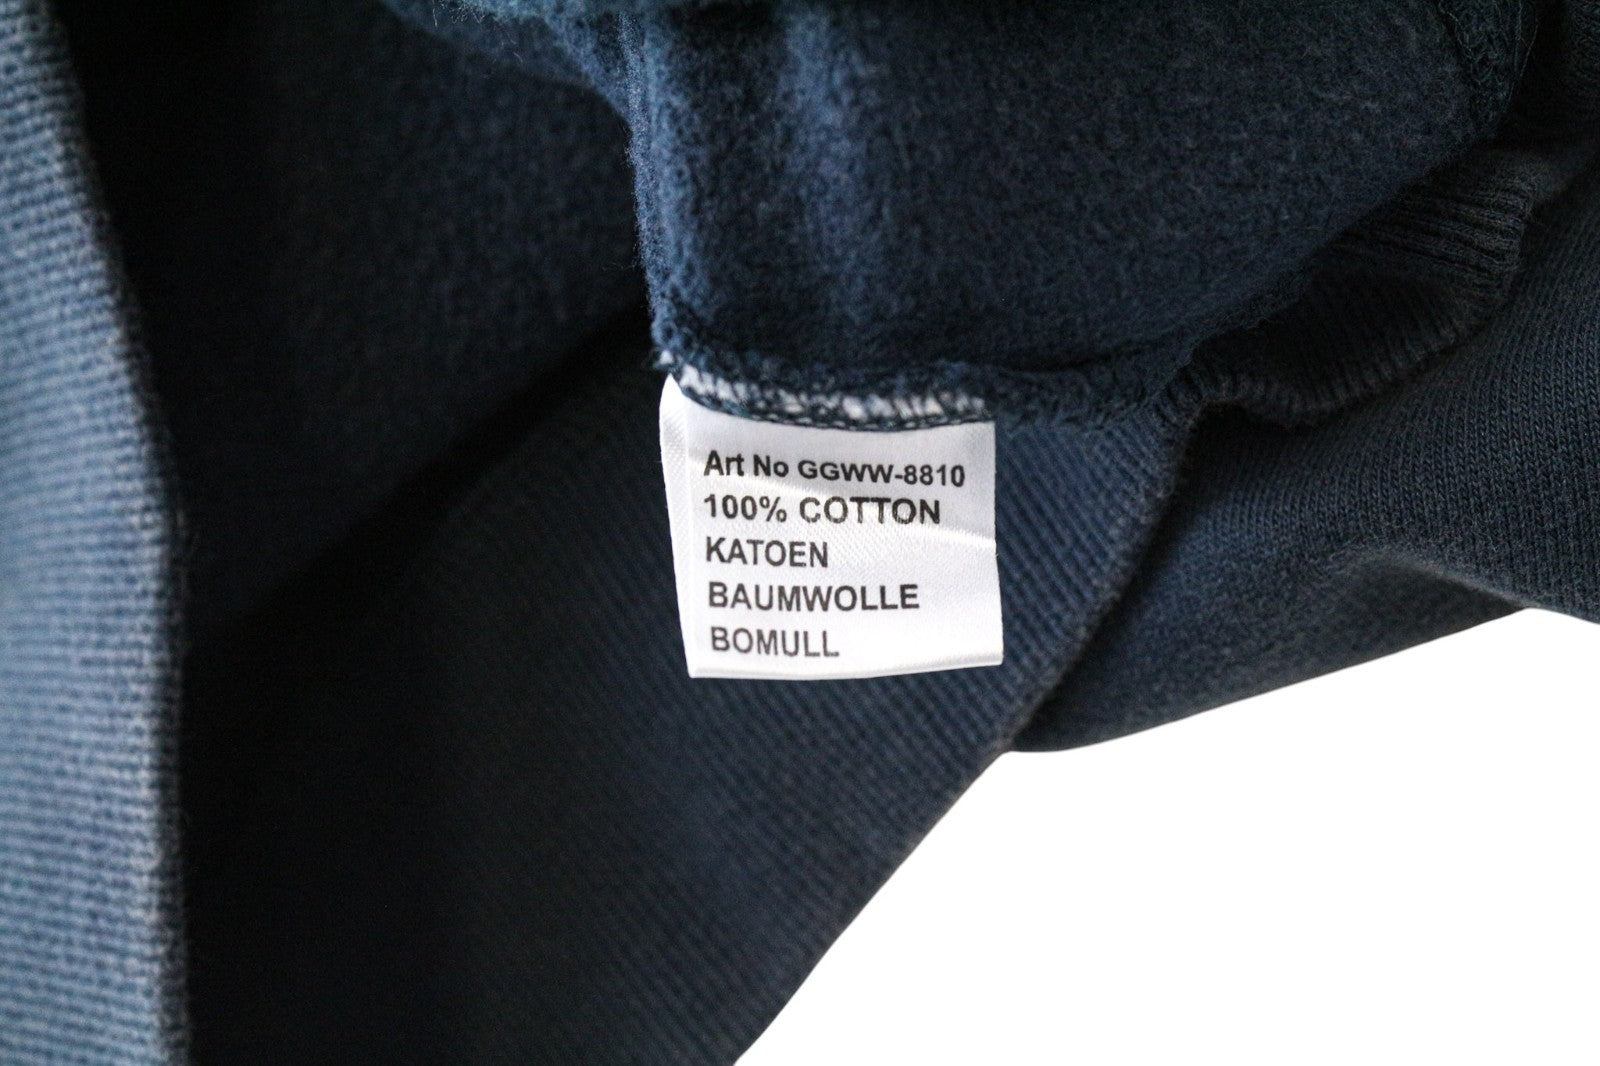 Art No GGWW-8810
100% COTTON
KATOEN
BAUMWOLLE
BOMULL